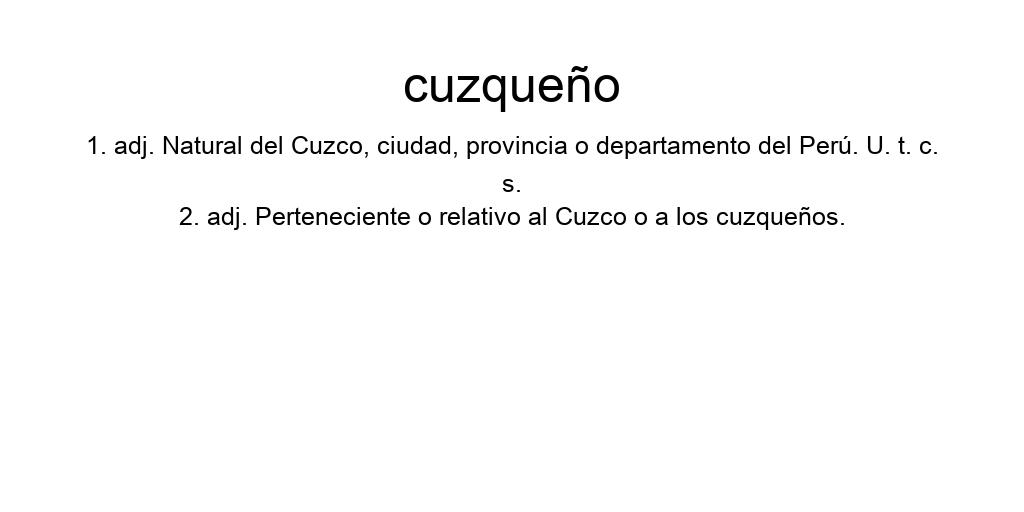 cuzqueño
1. adj. Natural del Cuzco, ciudad, provincia o departamento del Perú. U. t. c.
s.
2. adj. Perteneciente o relativo al Cuzco o a los cuzqueños.